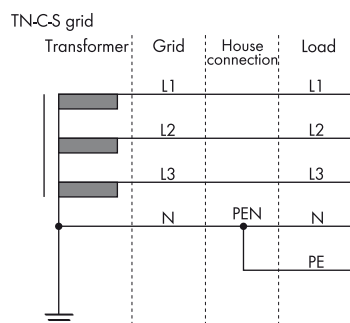 TN-C-S grid
Transformer Grid House connection Load
L1 L1
L2 L2
L3 L3
N PEN N
PE